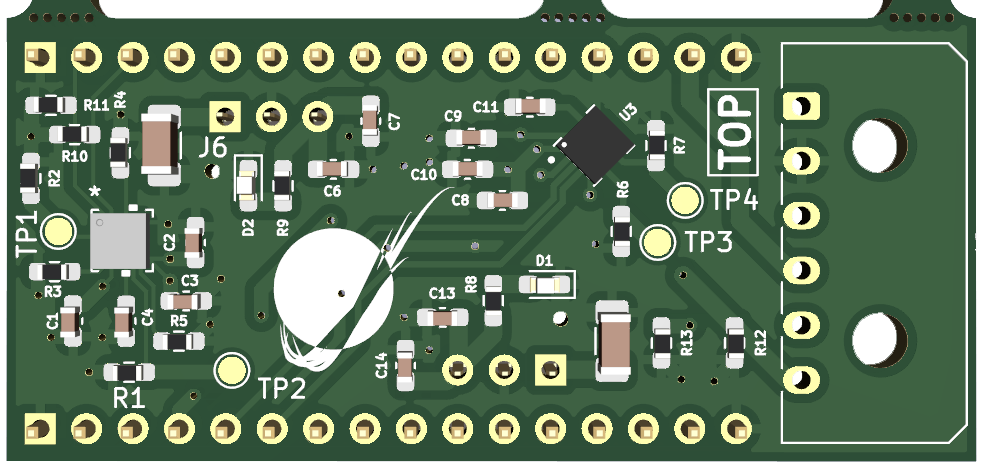 R11
R4
R10
J6
C7
C9
C11
U3
R7
TOP
R2
*
C6
C10
C8
R6
TP4
TP1
C2
D2
R9
TP3
R3
C3
R8
D1
C1
C4
R5
C13
R13
R12
R1
TP2
C14